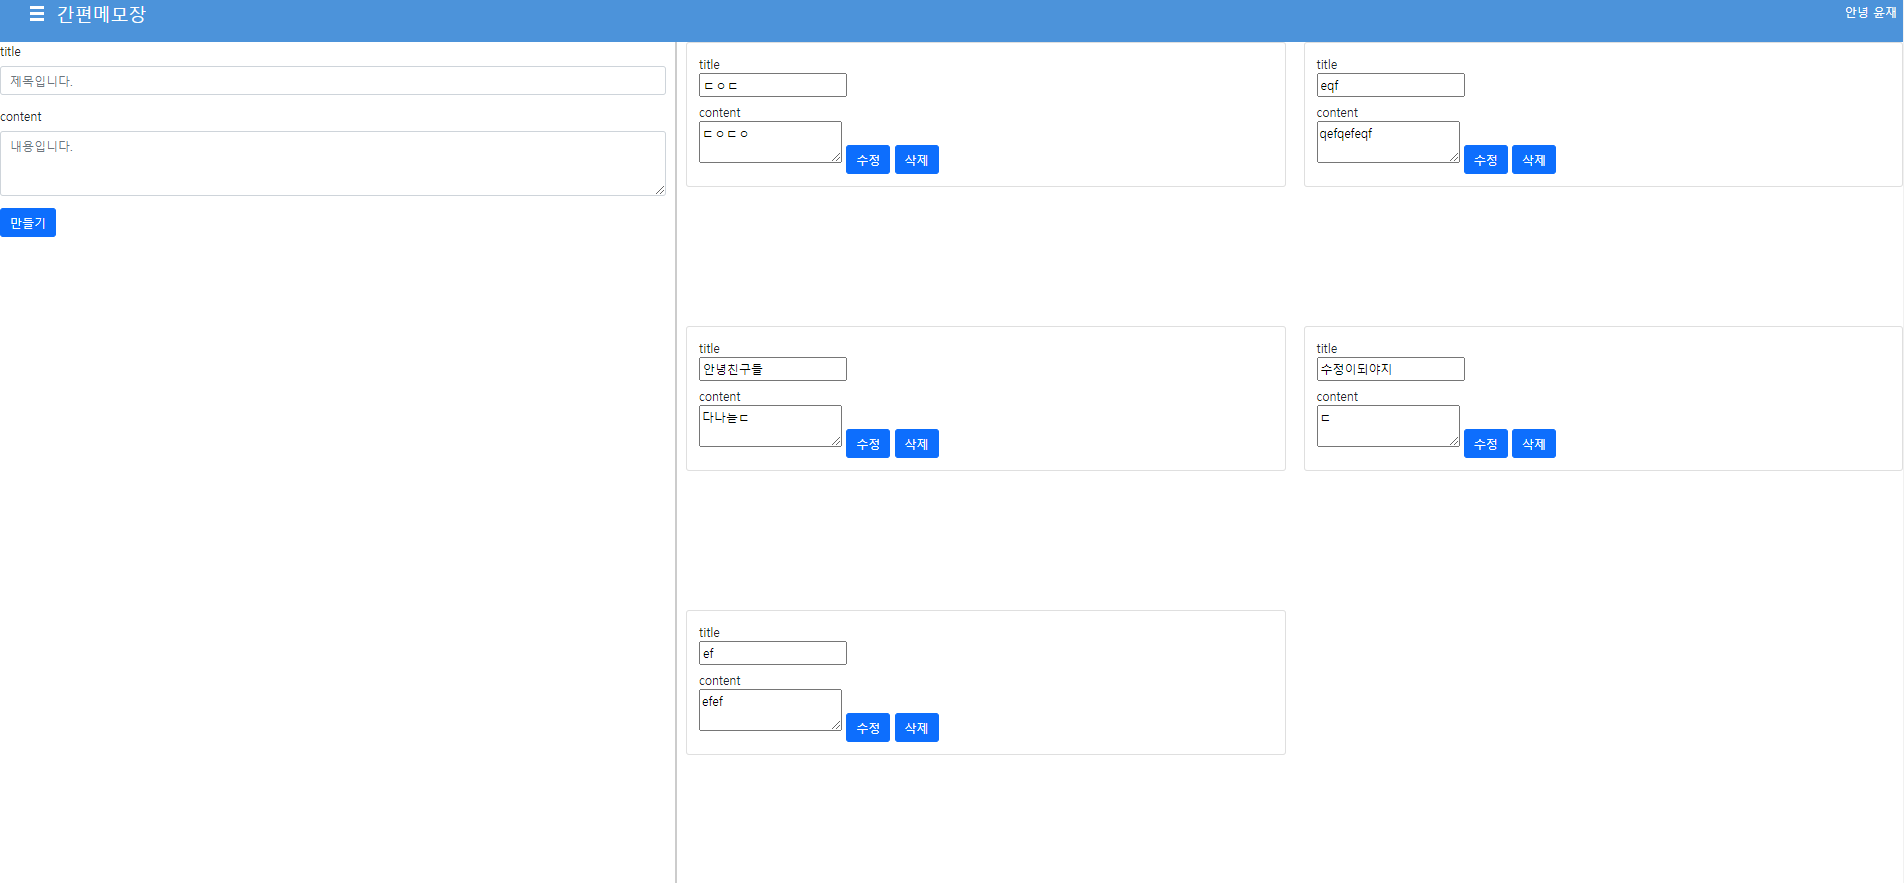 간편메모장
안녕 윤재
title
제목입니다.
content
내용입니다.
만들기
title
ㄷㅇㄷ
content
ㄷㅇㄷㅇ
수정 삭제
title
eqf
content
qefqefeqf
수정 삭제
title
안녕친구들
content
다나눋ㄷ
수정 삭제
title
수정이되야지
content
ㄷ
수정 삭제
title
ef
content
efef
수정 삭제